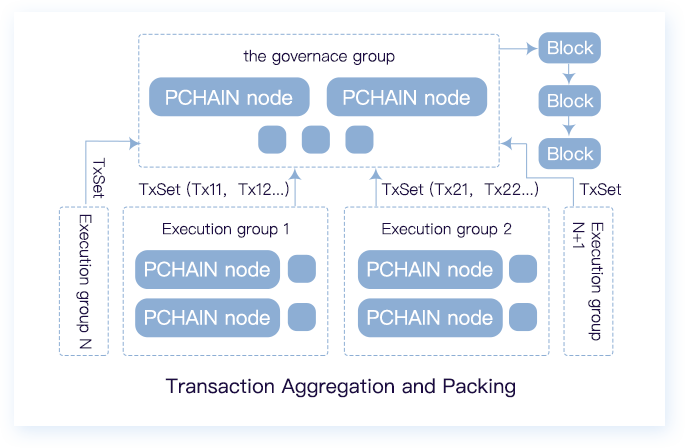 the governace group
Block
PCHAIN node
PCHAIN node
Block
Block
TxSet
TxSet (Tx11, Tx12...)
TxSet (Tx21, Tx22...)
TxSet
Execution group N
Execution group 1
Execution group 2
Execution group
N+1
PCHAIN node
PCHAIN node
PCHAIN node
PCHAIN node
Transaction Aggregation and Packing